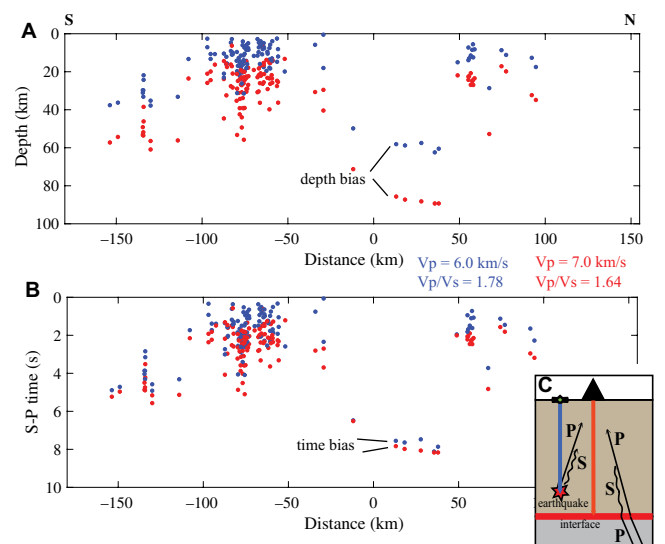 S N
A
0
20
40
60
80
100
Depth (km)
depth bias
−150 −100 −50 0 50 100 150
Distance (km)
Vp = 6.0 km/s Vp = 7.0 km/s
Vp/Vs = 1.78 Vp/Vs = 1.64
B
0
2
4
6
8
10
S-P time (s)
time bias
−150 −100 −50 0 50
Distance (km)
C
P P
S S
earthquake
interface
P